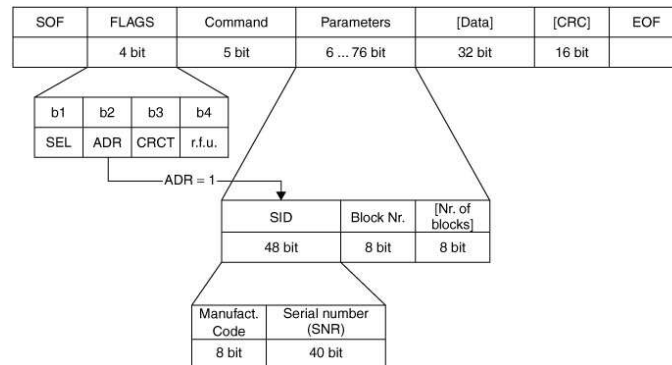 SOF FLAGS Command Parameters [Data] [CRC] EOF
4 bit 5 bit 6 ... 76 bit 32 bit 16 bit
b1 b2 b3 b4
SEL ADR CRCT r.f.u.
ADR = 1
SID Block Nr. [Nr. of
blocks]
48 bit 8 bit 8 bit
Manufact. Serial number
Code (SNR)
8 bit 40 bit